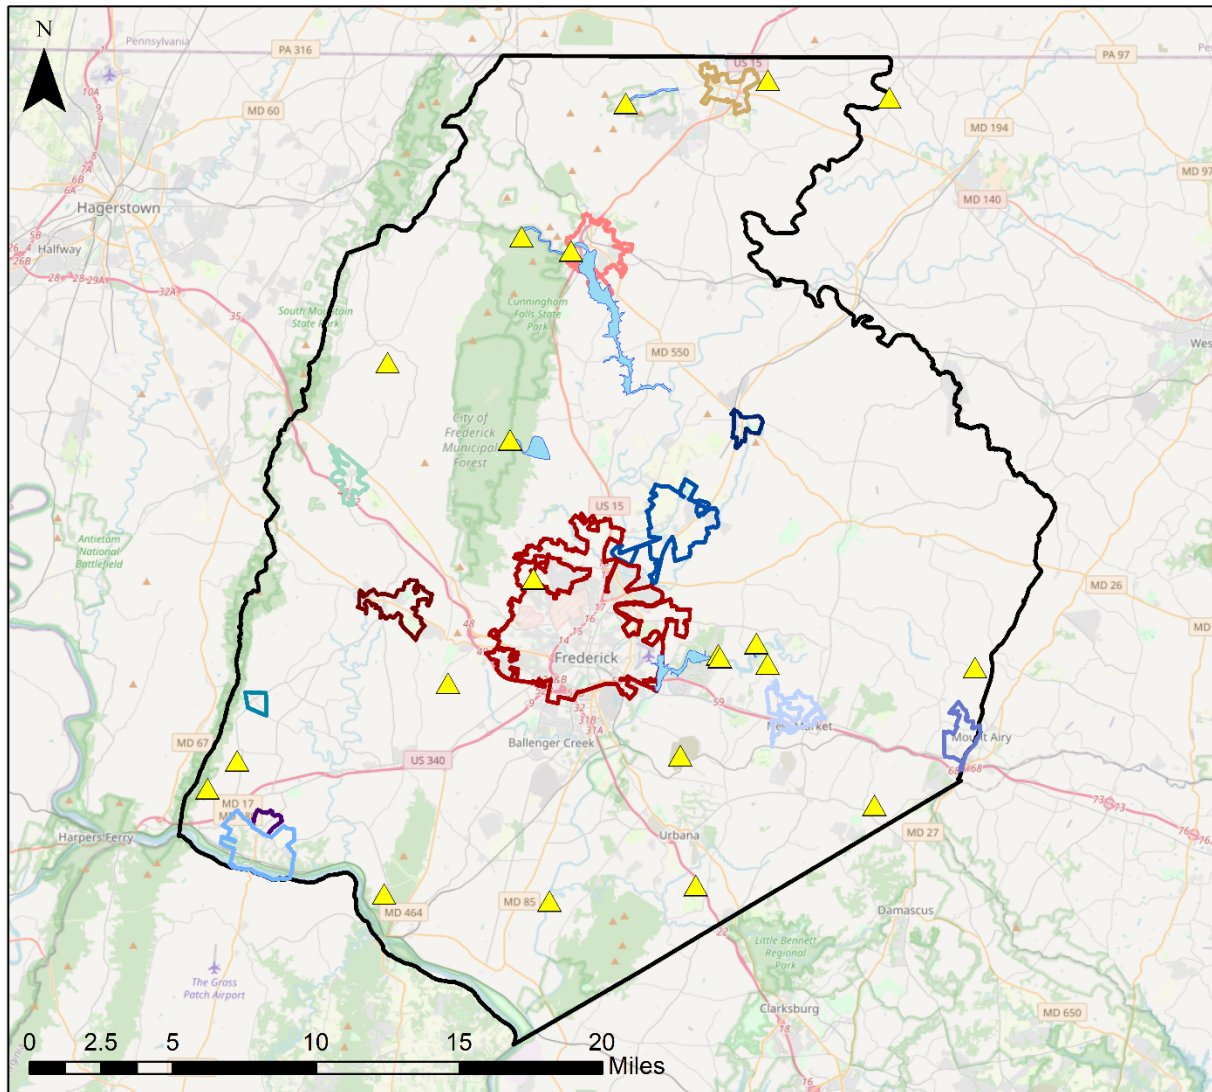 N
Pennsylvania
PA 316
US 15
PA 97
MD 60
MD 194
MD 97
Hagerstown
MD 140
Halfway
South Mountain
State Park
Cunningham
Falls State
Park
MD 550
City of
Frederick
Municipal
Forest
US 15
Antietam
National
Battlefield
MD 26
Frederick
MD 67
Ballenger Creek
New Market
Mount Airy
US 340
MD 17
Harpers Ferry
Urbana
MD 27
MD 464
MD 85
Damascus
Little Bennett
Regional
Park
The Grass
Patch Airport
Clarksburg
MD 650
0 2.5 5 10 15 20
Miles